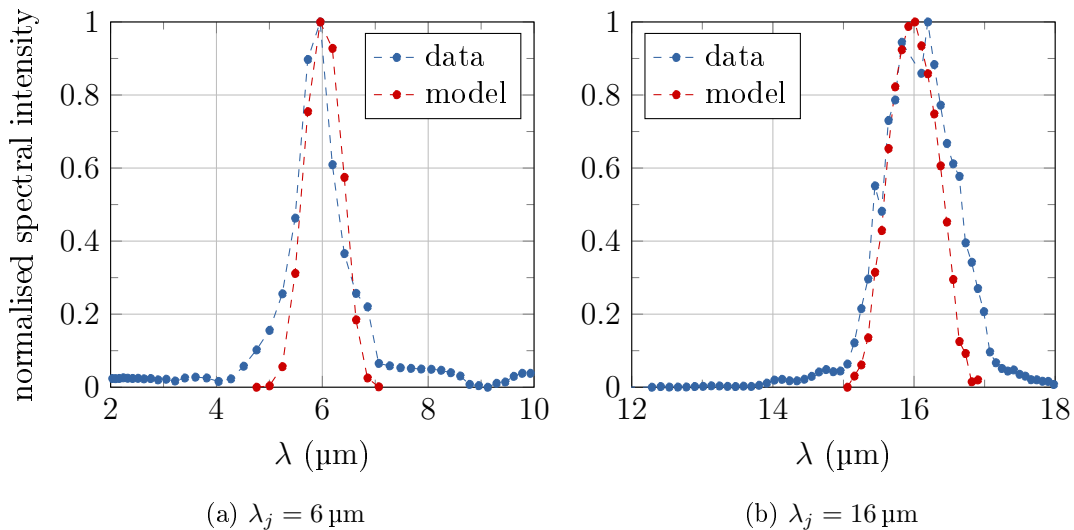 normalised spectral intensity
1
0.8
0.6
0.4
0.2
0
2 4 6 8 10
λ (µm)
data
model
(a) λj = 6 µm
1
0.8
0.6
0.4
0.2
0
12 14 16 18
λ (µm)
data
model
(b) λj = 16 µm